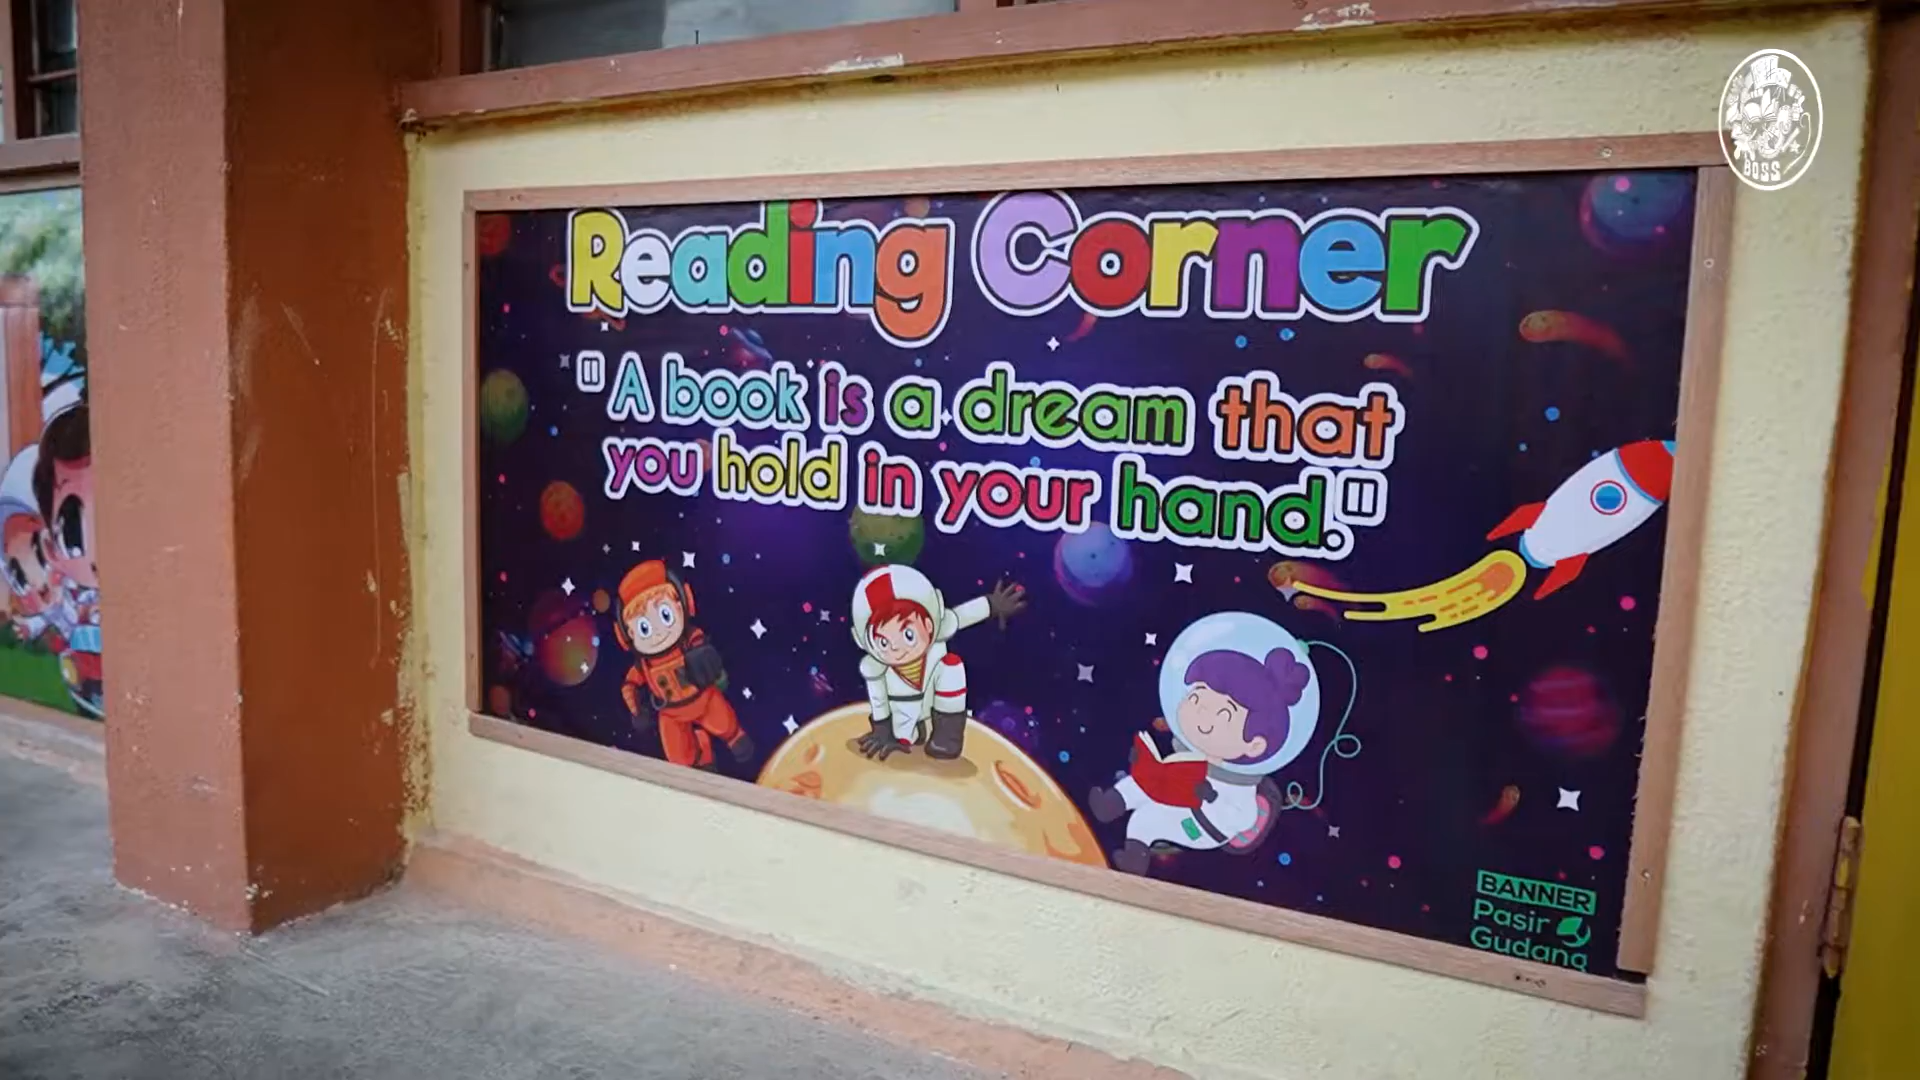 Reading Corner
"A book is a dream that
you hold in your hand."
BANNER
Pasir
Gudang
BOSS